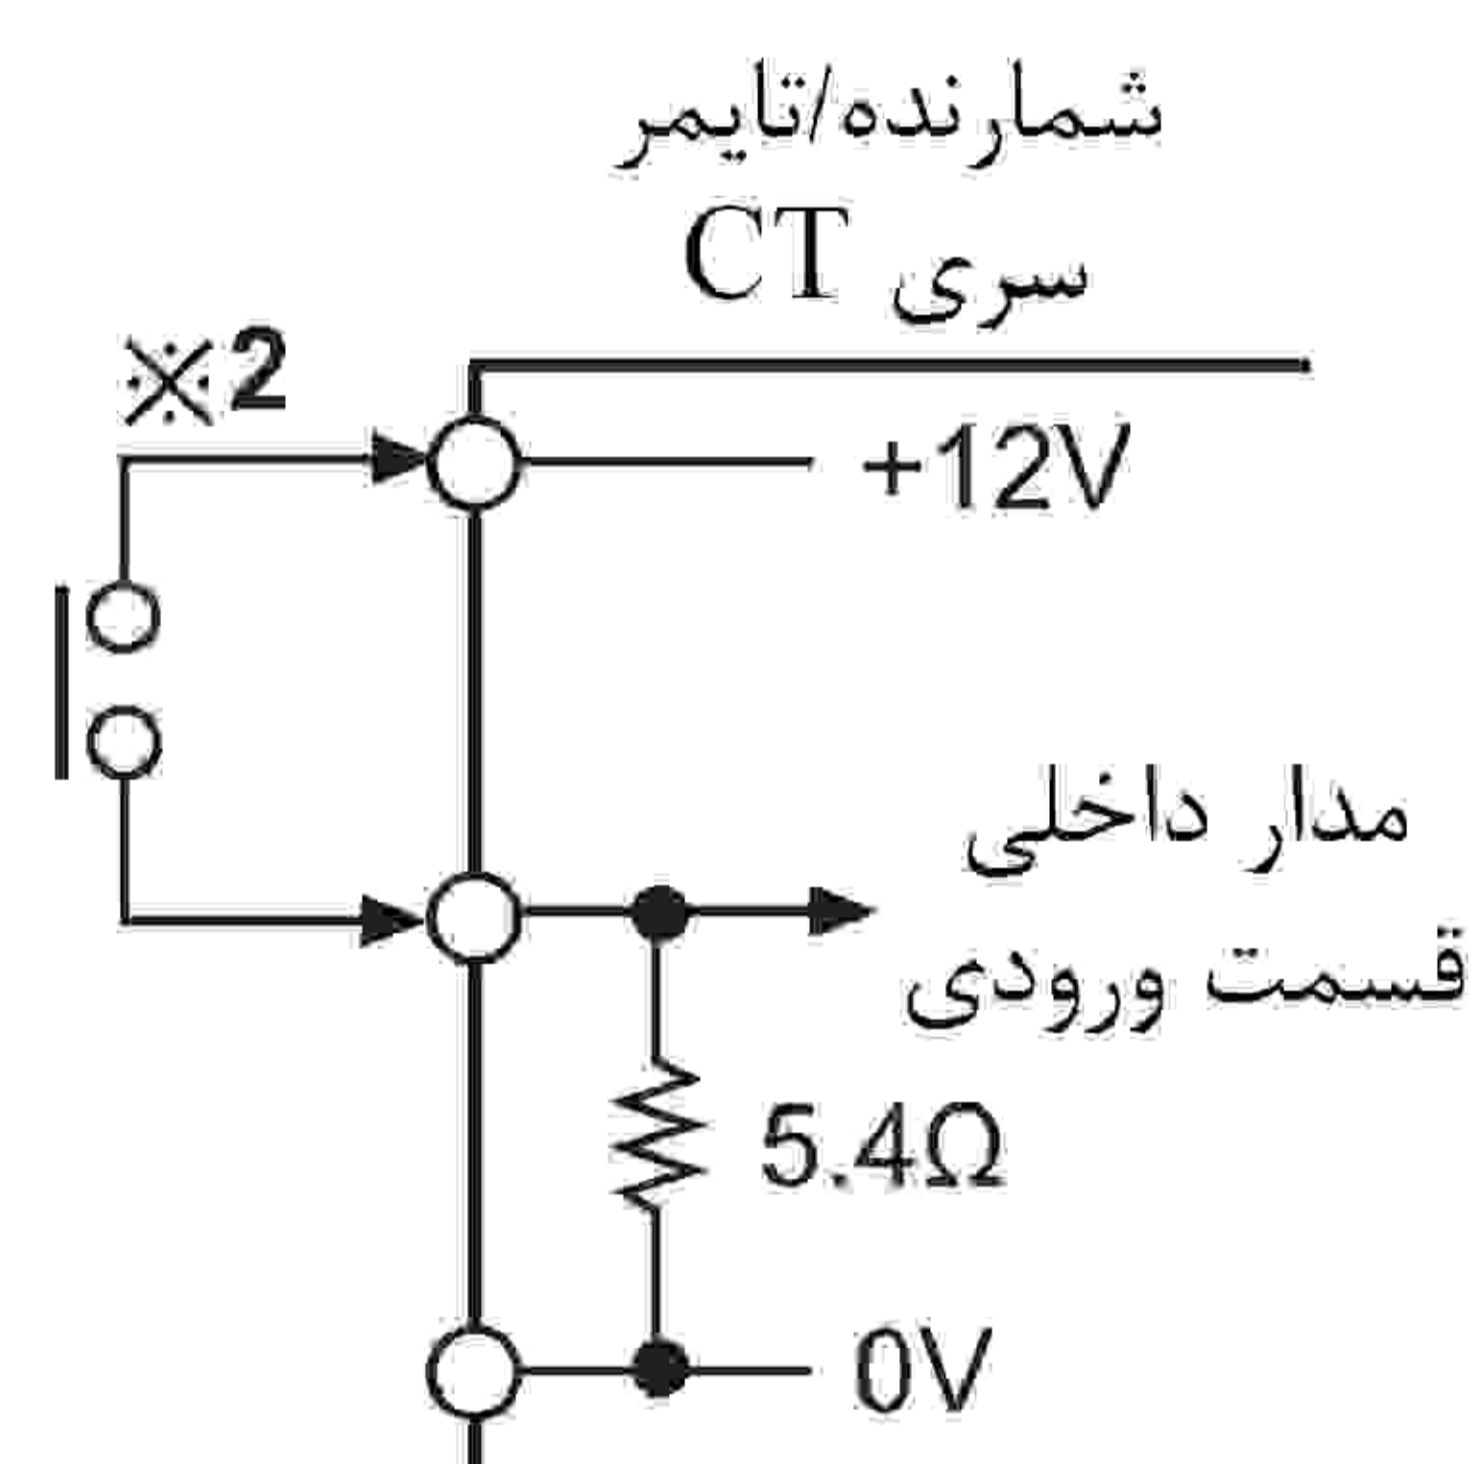 شمارنده/تایمر
سری CT
※2
+12V
مدار داخلی
قسمت ورودی
5.4Ω
0V